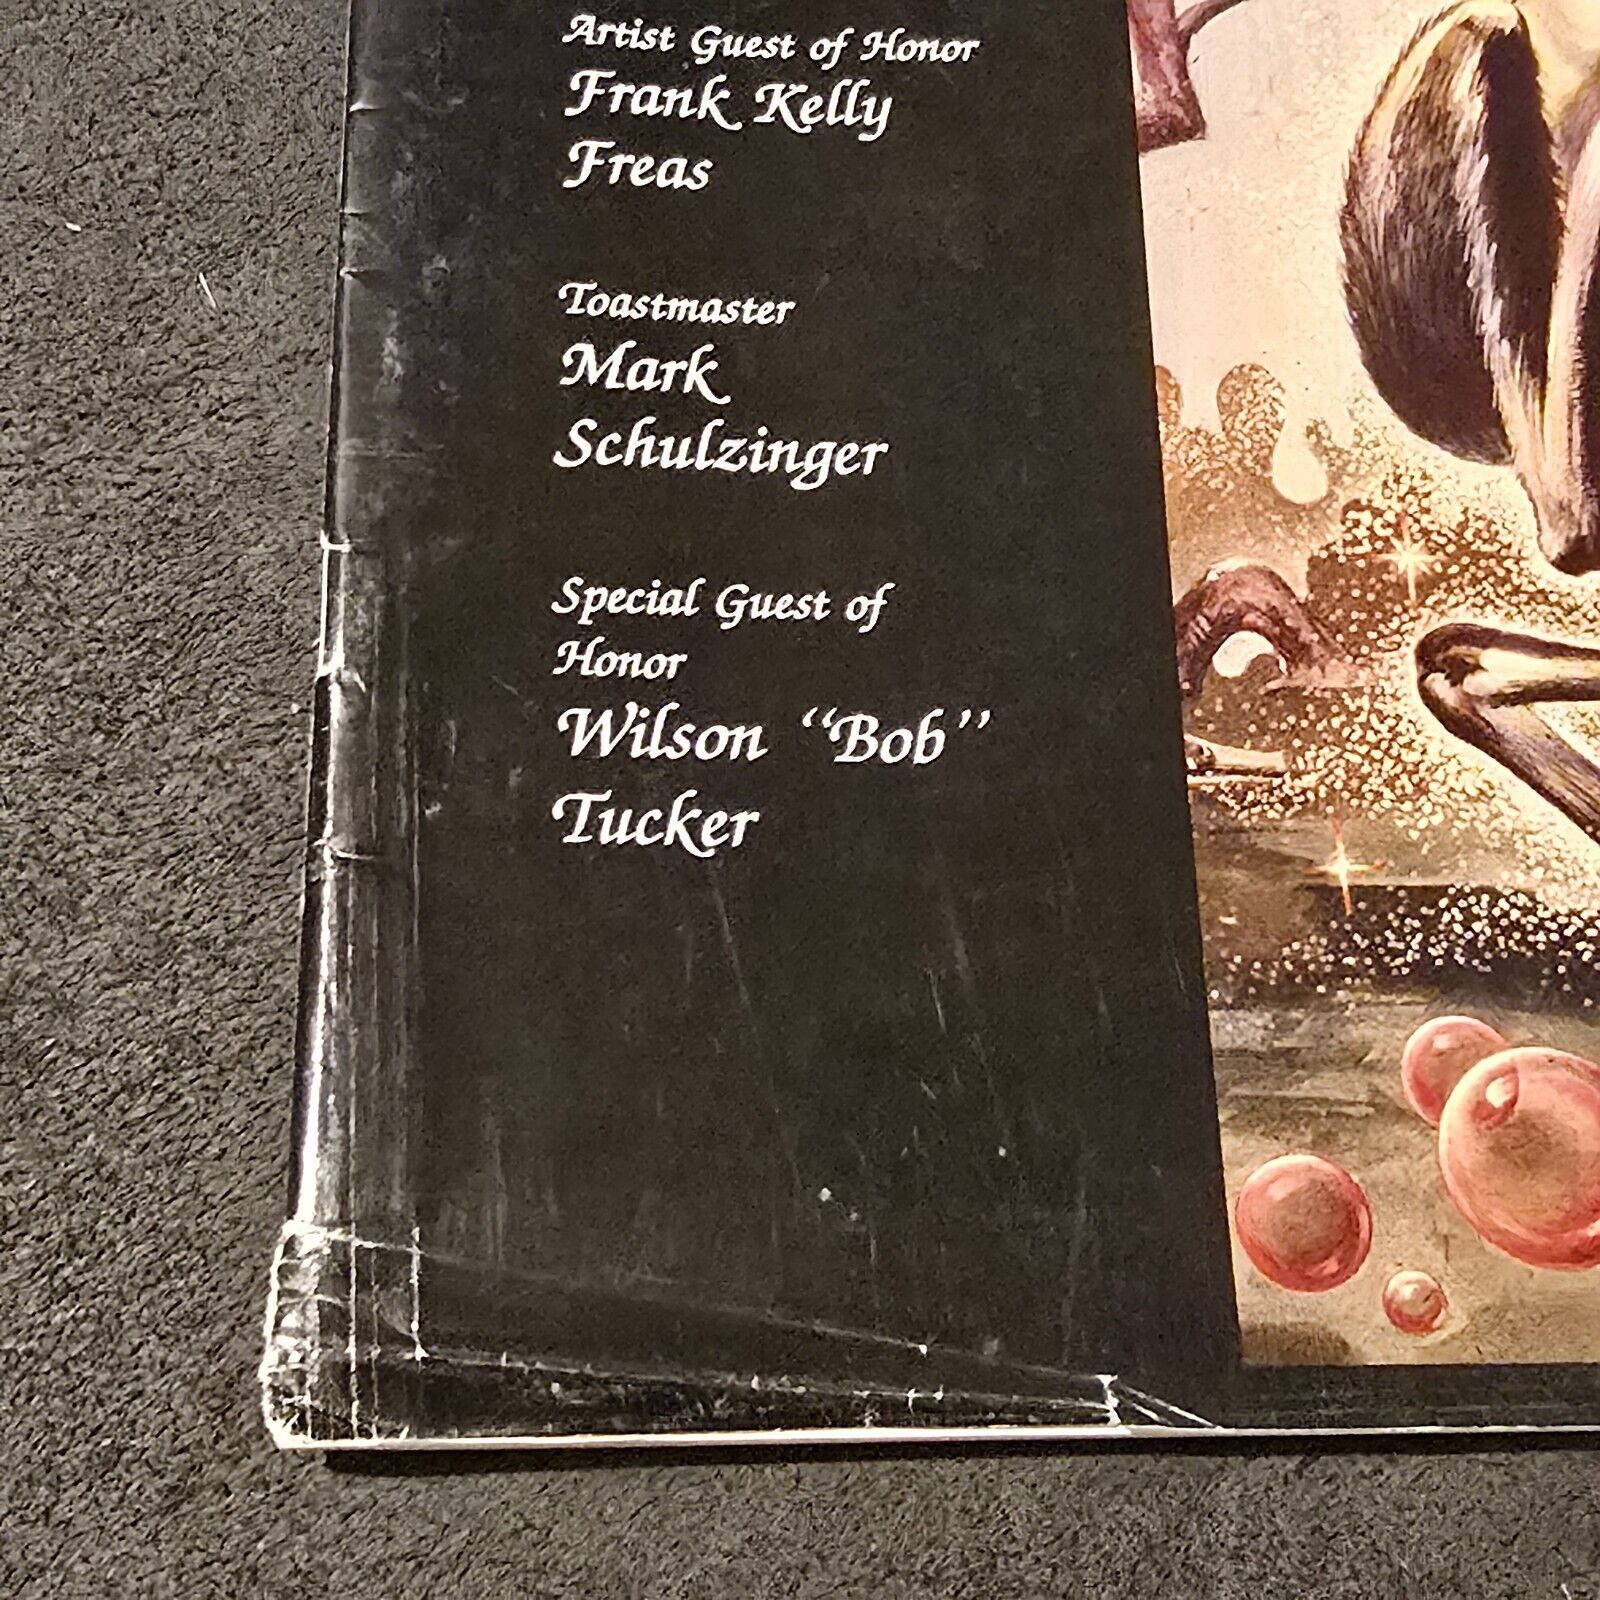 Artist Guest of Honor
Frank Kelly
Freas
Toastmaster
Mark
Schulzinger
Special Guest of
Honor
Wilson “Bob”
Tucker